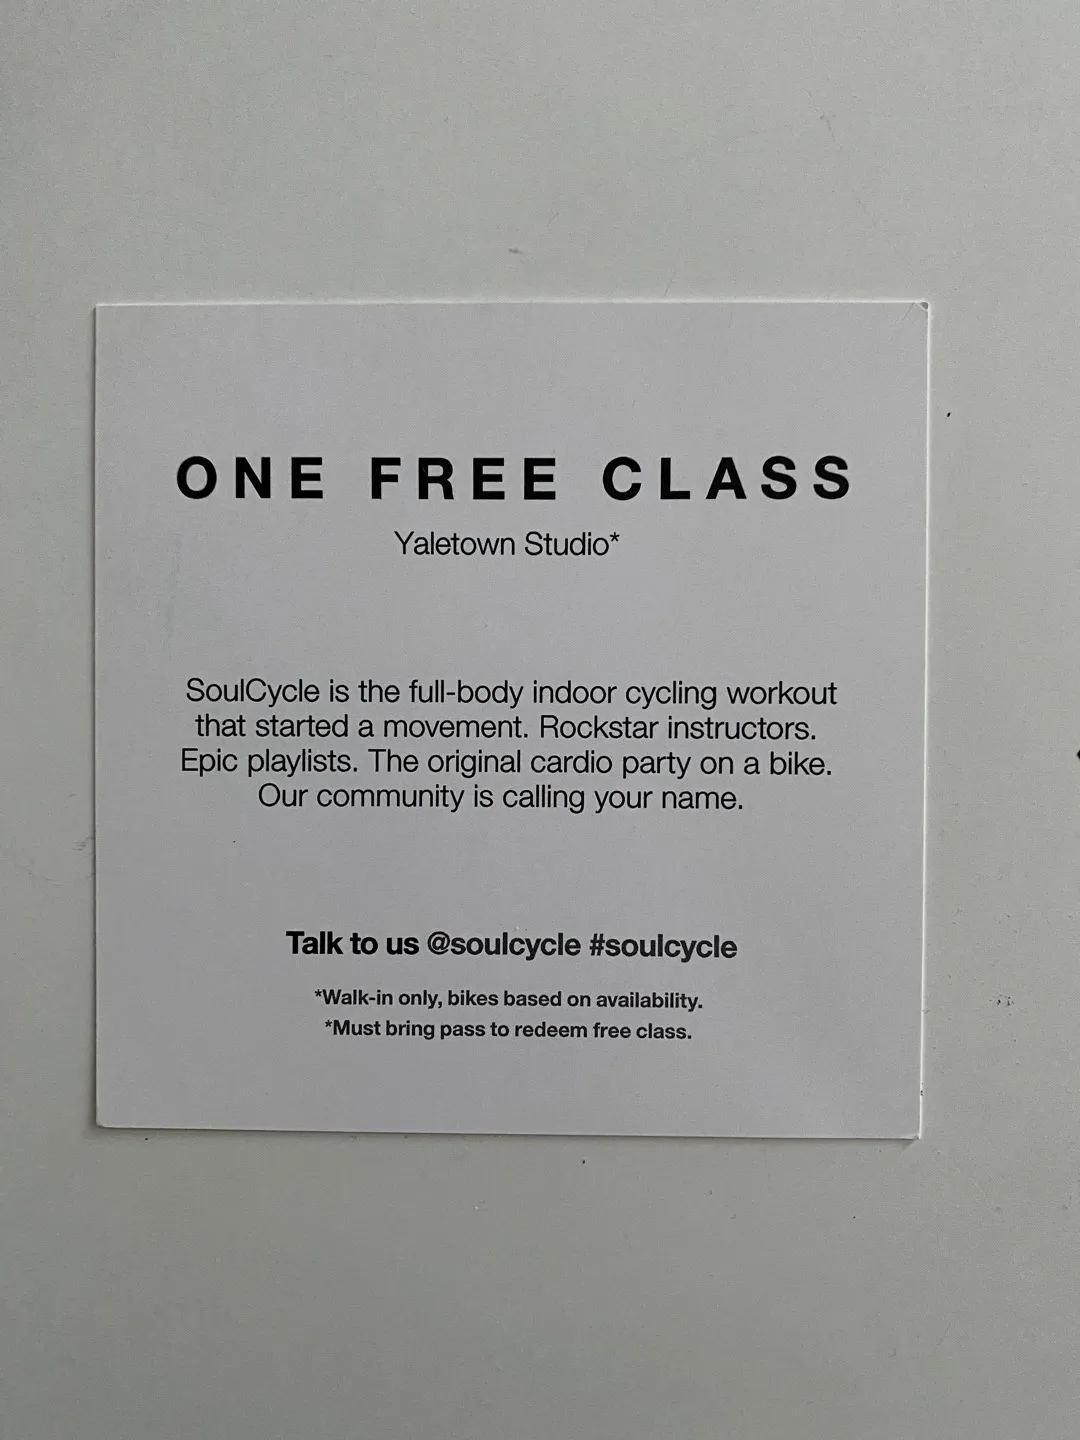 ONE FREE CLASS
Yaletown Studio*
SoulCycle is the full-body indoor cycling workout
that started a movement. Rockstar instructors.
Epic playlists. The original cardio party on a bike.
Our community is calling your name.
Talk to us @soulcycle #soulcycle
*Walk-in only, bikes based on availability.
*Must bring pass to redeem free class.